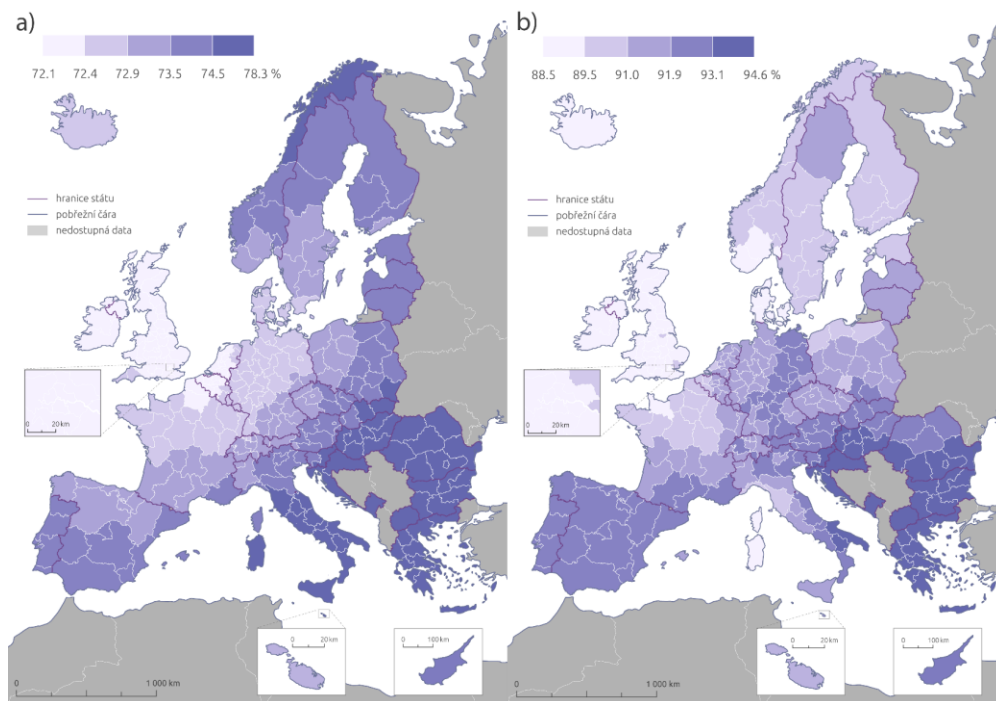 a)
72.1 72.4 72.9 73.5 74.5 78.3 %
hranice státu
pobřežní čára
nedostupná data
0 20 km
0 20 km
0 100 km
0 1 000 km
b)
88.5 89.5 91.0 91.9 93.1 94.6 %
hranice státu
pobřežní čára
nedostupná data
0 20 km
0 20 km
0 100 km
0 1 000 km